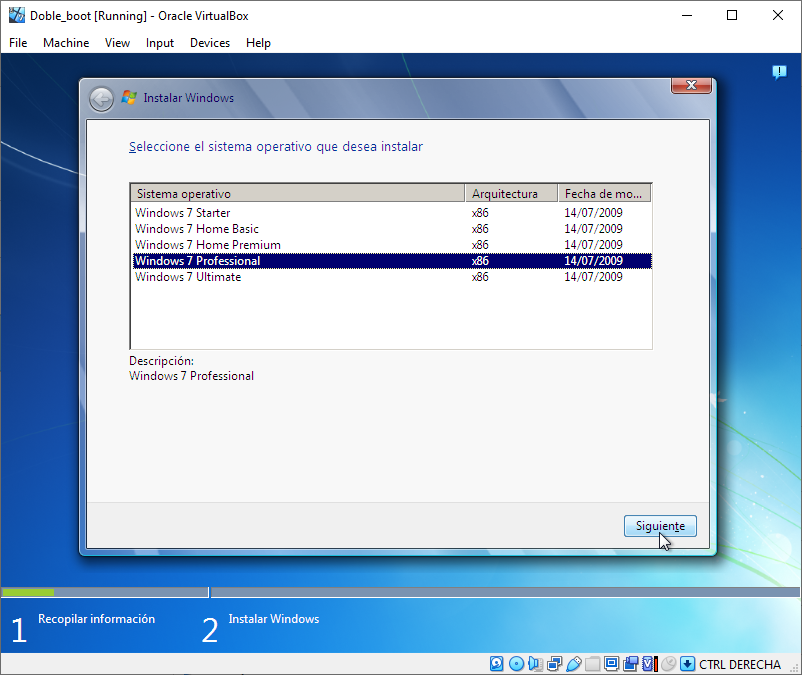 Doble_boot [Running] - Oracle VirtualBox
File Machine View Input Devices Help
Instalar Windows
Seleccione el sistema operativo que desea instalar
Sistema operativo Arquitectura Fecha de mo...
Windows 7 Starter x86 14/07/2009
Windows 7 Home Basic x86 14/07/2009
Windows 7 Home Premium x86 14/07/2009
Windows 7 Professional x86 14/07/2009
Windows 7 Ultimate x86 14/07/2009
Descripción:
Windows 7 Professional
Siguiente
1 Recopilar información 2 Instalar Windows
CTRL DERECHA